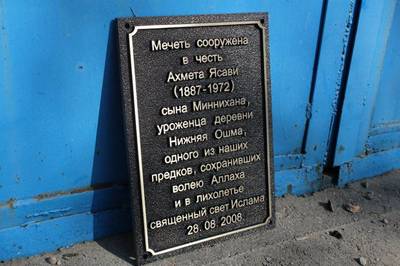 Мечеть сооружена
в честь
Ахмета Ясави
(1887-1972)
сына Миннихана,
уроженца деревни
Нижняя Ошма,
одного из наших
предков, сохранивших
волею Аллаха
и в лихолетье
священный свет Ислама
28. 08. 2008.